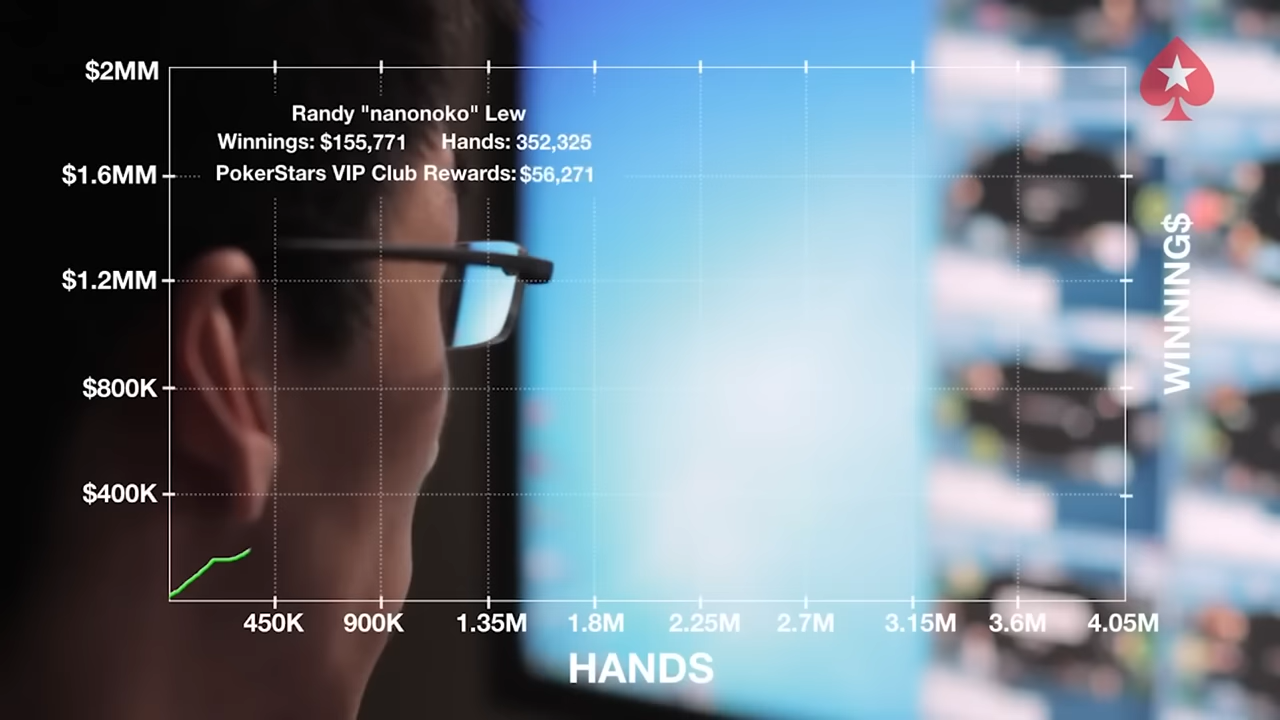 $2MM
Randy "nanonoko" Lew
Winnings: $155,771 Hands: 352,325
$1.6MM
PokerStars VIP Club Rewards: $56,271
$1.2MM
WINNING$
$800K
$400K
450K 900K 1.35M 1.8M 2.25M 2.7M 3.15M 3.6M 4.05M
HANDS